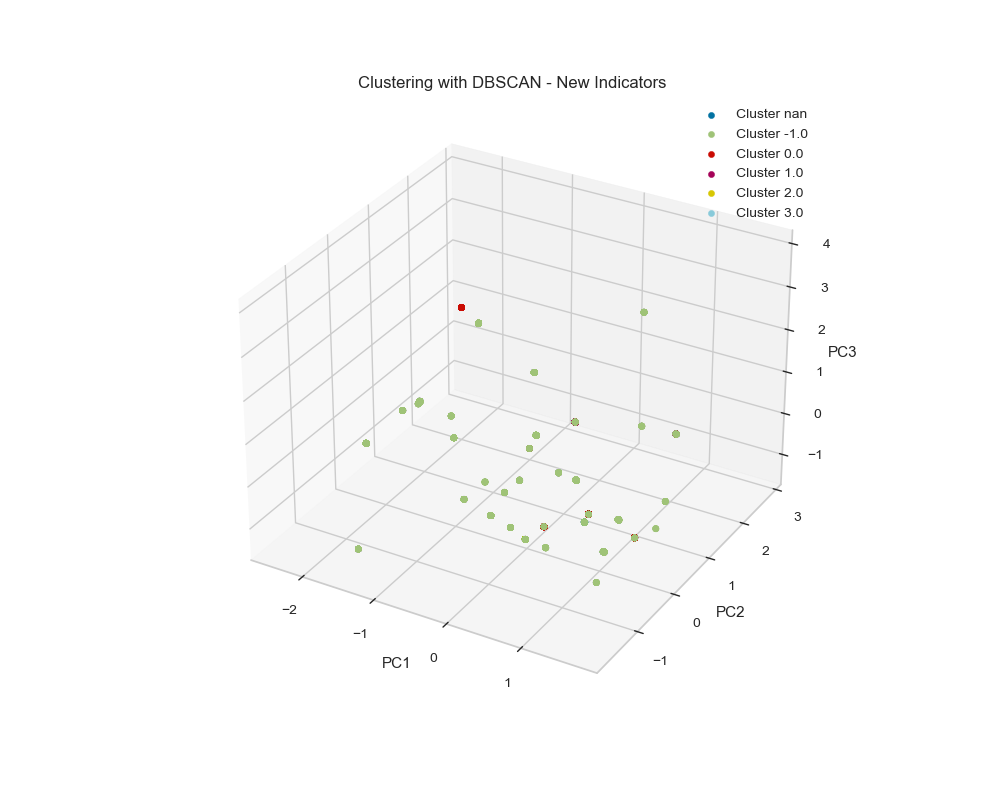 Clustering with DBSCAN - New Indicators
Cluster nan
Cluster -1.0
Cluster 0.0
Cluster 1.0
Cluster 2.0
Cluster 3.0
4
3
2
PC3
1
0
−1
3
2
1
0
−1
PC2
−2
−1
0
1
PC1